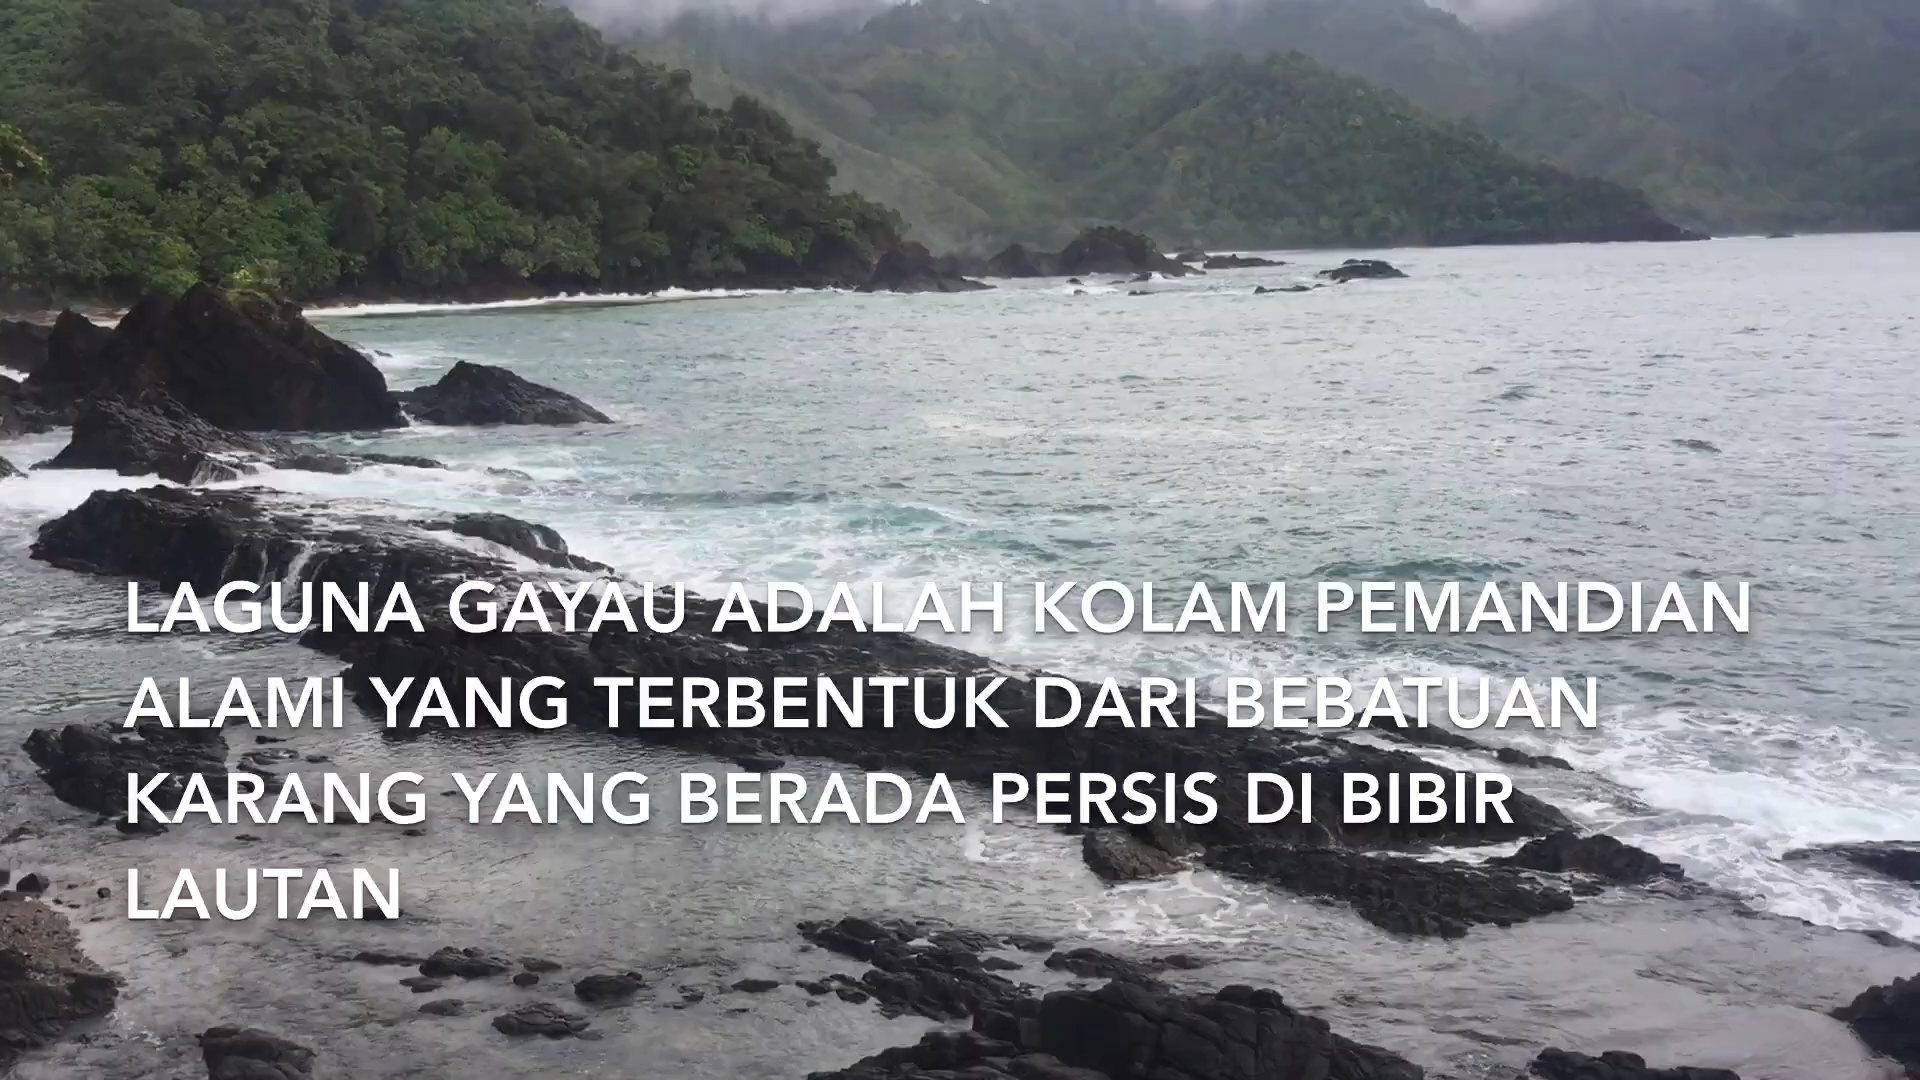 LAGUNA GAYAU ADALAH KOLAM PEMANDIAN
ALAMI YANG TERBENTUK DARI BEBATUAN
KARANG YANG BERADA PERSIS DI BIBIR
LAUTAN